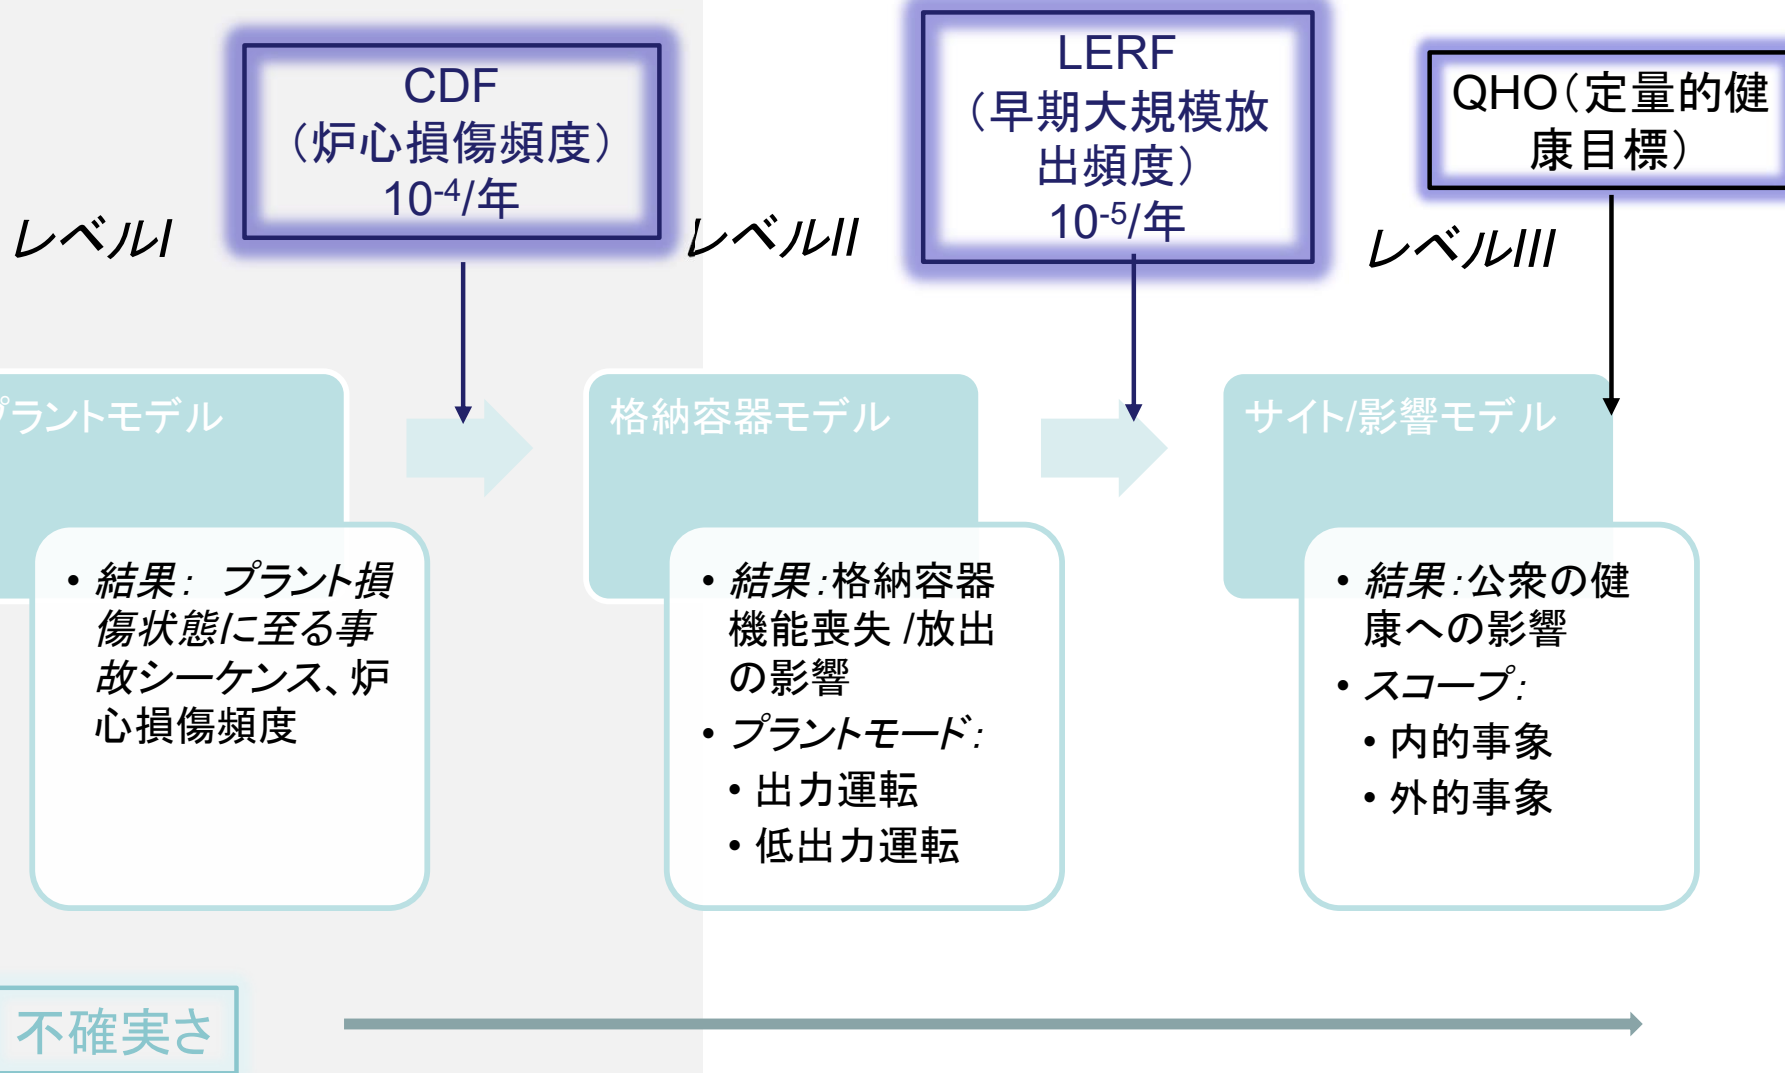 CDF
（炉心損傷頻度）
10-4/年
LERF
（早期大規模放
出頻度）
10-5/年
QHO（定量的健
康目標）
レベルI
レベルII
レベルIII
プラントモデル
格納容器モデル
サイト/影響モデル
• 結果： プラント損
傷状態に至る事
故シーケンス、炉
心損傷頻度
• 結果：格納容器
機能喪失 /放出
の影響
• プラントモード：
• 出力運転
• 低出力運転
• 結果：公衆の健
康への影響
• スコープ：
• 内的事象
• 外的事象
不確実さ